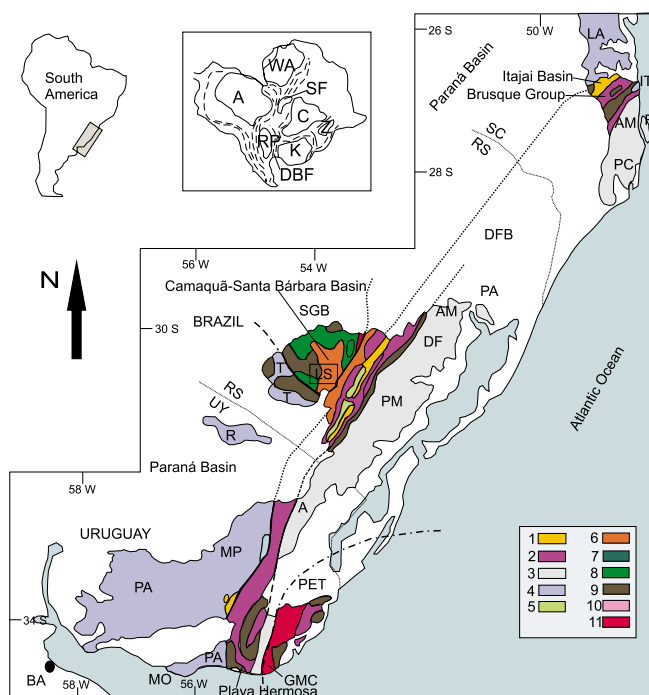 50 W
26 S
LA
South
America
WA
SF
A
C
RP
K
DBF
Paraná Basin
Itajai Basin
Brusque Group
IT
AM
PC
SC
RS
28 S
56 W
54 W
DFB
Camaquã-Santa Bárbara Basin
N
30 S
BRAZIL
SGB
AM
PA
DF
T
LS
T
PM
RS
UY
R
Atlantic Ocean
Paraná Basin
58 W
A
URUGUAY
MP
PA
PET
34 S
PA
MO
GMC
BA
58 W
56 W
Playa Hermosa
1
2
3
4
5
6
7
8
9
10
11